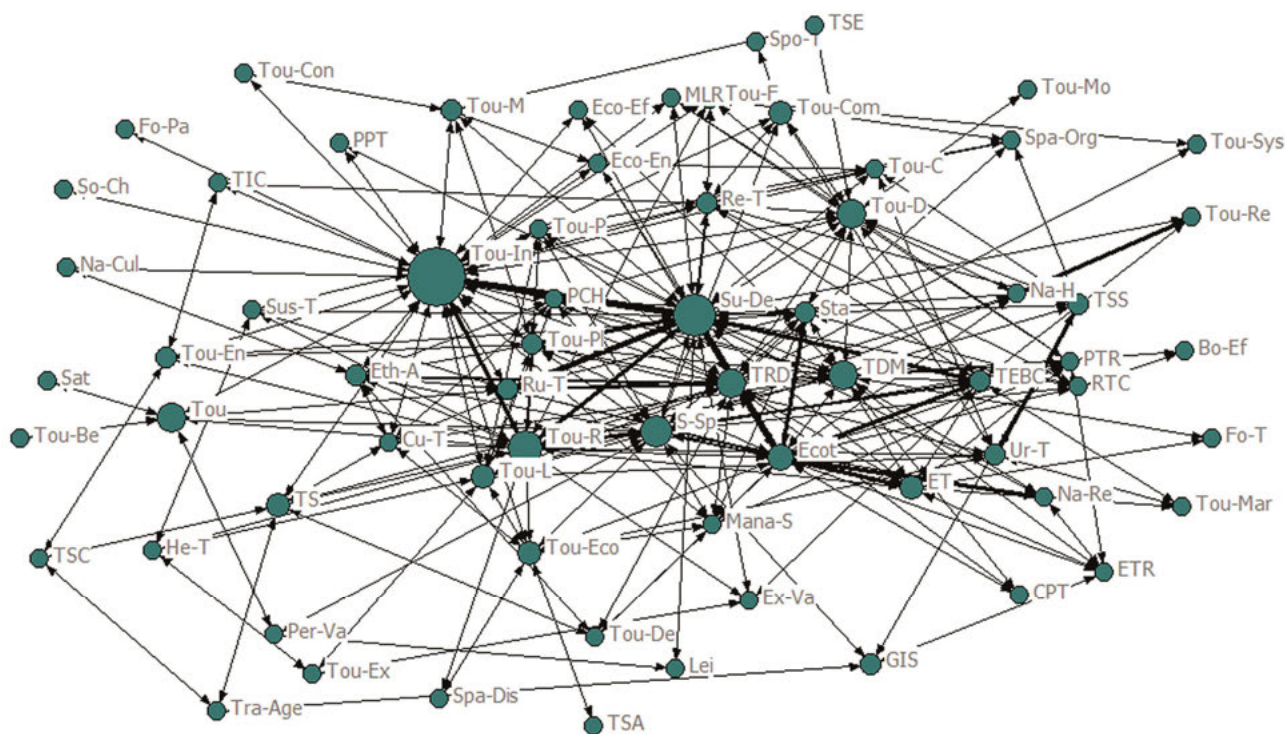 TSE
Spo-T
Tou-Con
Tou-M
Eco-Ef
MLR
Tou-F
Tou-Com
Tou-Mo
Fo-Pa
PPT
Eco-En
Spa-Org
Tou-Sys
So-Ch
TIC
Re-T
Tou-C
Tou-D
Tou-Re
Tou-P
Tou-In
Na-Cul
Sus-T
PCH
Su-De
Sta
Na-H
TSS
Tou-En
Tou-Pl
Eth-A
Ru-T
TRD
TDM
TEBC
PTR
RTC
Bo-Ef
Sat
Tou
Tou-Be
Cu-T
Tou-R
S-Sp
Ecot
Ur-T
Fo-T
Tou-L
ET
Na-Re
Tou-Mar
TS
Mana-S
TSC
He-T
Tou-Eco
ETR
Ex-Va
CPT
Per-Va
Tou-De
Tou-Ex
Lei
GIS
Tra-Age
Spa-Dis
TSA